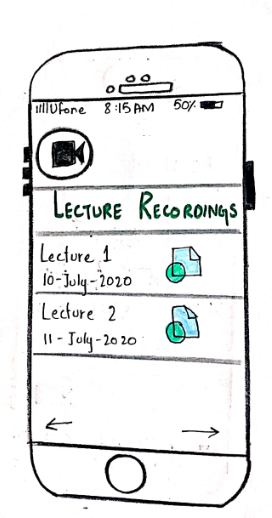 Ufone 8:15 AM 50%
LECTURE RECORDINGS
Lecture 1
10-July-2020
Lecture 2
11-July-2020